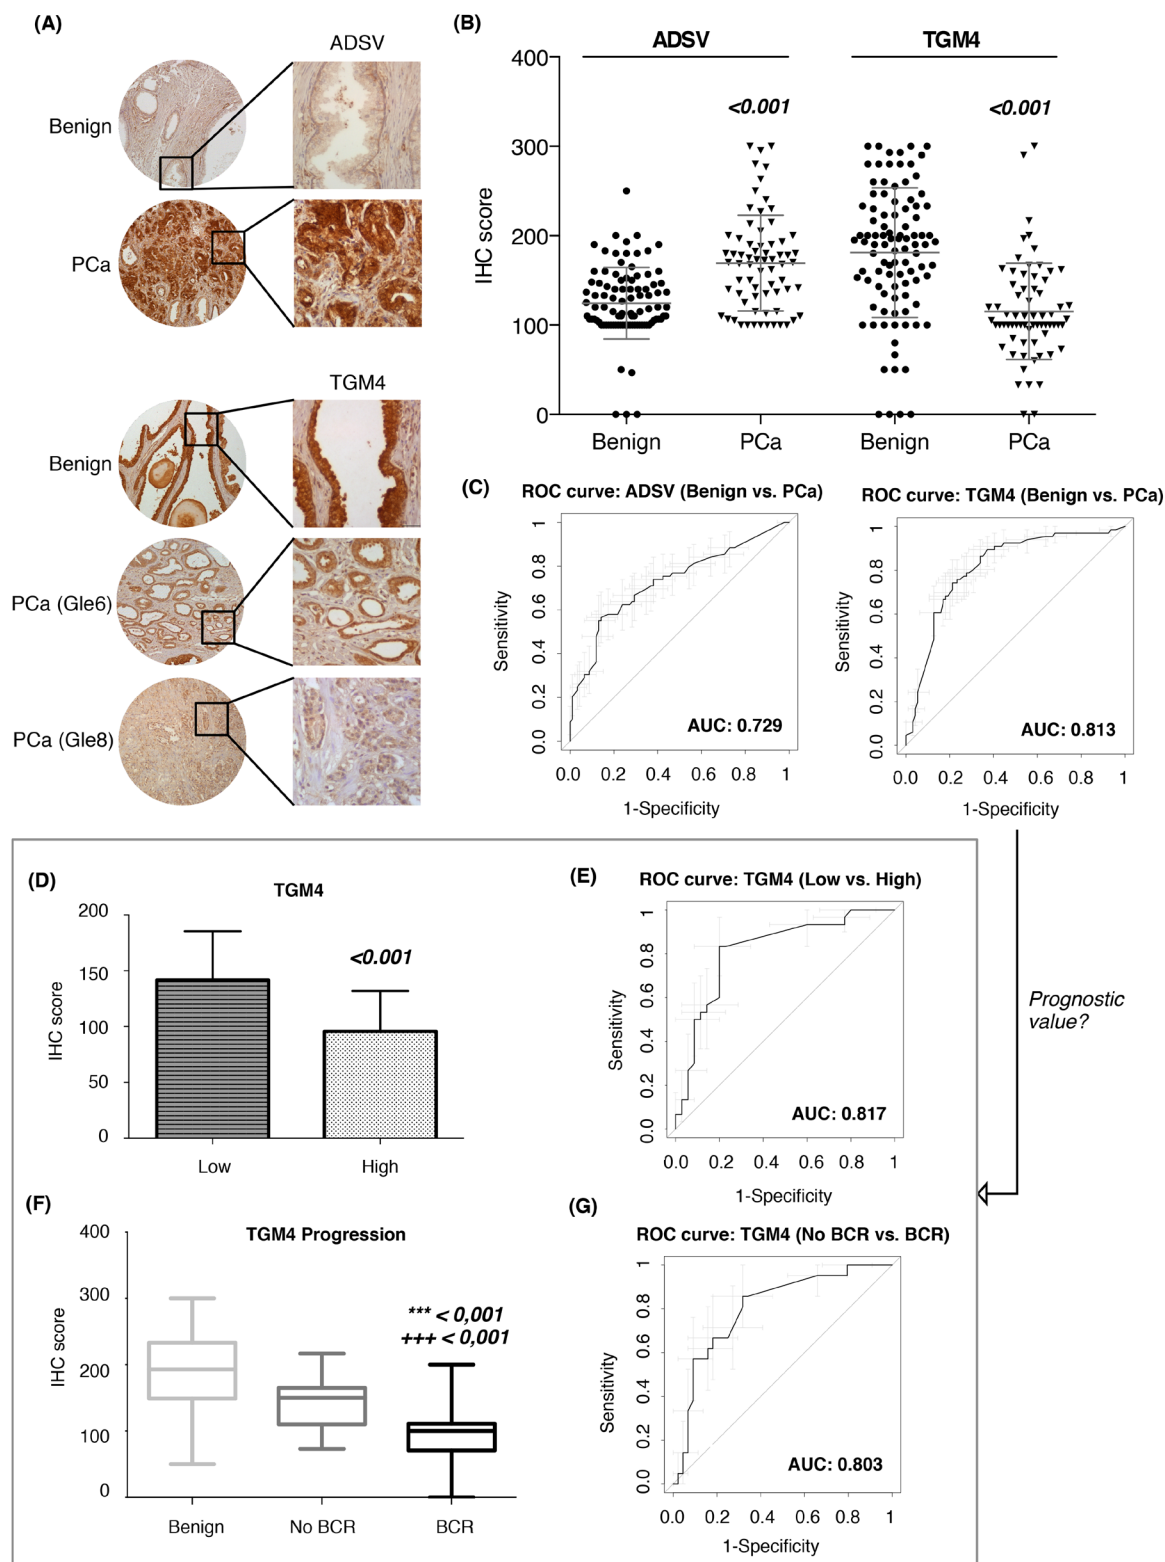 (A)
ADSV
Benign
PCa
TGM4
Benign
PCa (Gle6)
PCa (Gle8)
(B)
ADSV
TGM4
<0.001
<0.001
IHC score
400
300
200
100
0
Benign
PCa
Benign
PCa
(C)
ROC curve: ADSV (Benign vs. PCa)
Sensitivity
1
0.8
0.6
0.4
0.2
0.0
AUC: 0.729
0.0 0.2 0.4 0.6 0.8 1
1-Specificity
ROC curve: TGM4 (Benign vs. PCa)
Sensitivity
1
0.8
0.6
0.4
0.2
0.0
AUC: 0.813
0.0 0.2 0.4 0.6 0.8 1
1-Specificity
Prognostic
value?
(D)
TGM4
IHC score
200
150
100
50
0
<0.001
Low
High
(E)
ROC curve: TGM4 (Low vs. High)
Sensitivity
1
0.8
0.6
0.4
0.2
0.0
AUC: 0.817
0.0 0.2 0.4 0.6 0.8 1
1-Specificity
(F)
TGM4 Progression
IHC score
400
300
200
100
0
*** < 0,001
+++ < 0,001
Benign
No BCR
BCR
(G)
ROC curve: TGM4 (No BCR vs. BCR)
Sensitivity
1
0.8
0.6
0.4
0.2
0.0
AUC: 0.803
0.0 0.2 0.4 0.6 0.8 1
1-Specificity